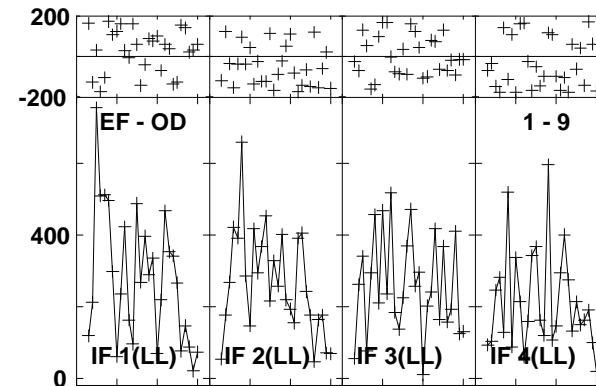 200
-200
EF - OD 1 - 9
400
IF 1(LL) IF 2(LL) IF 3(LL) IF 4(LL)
0